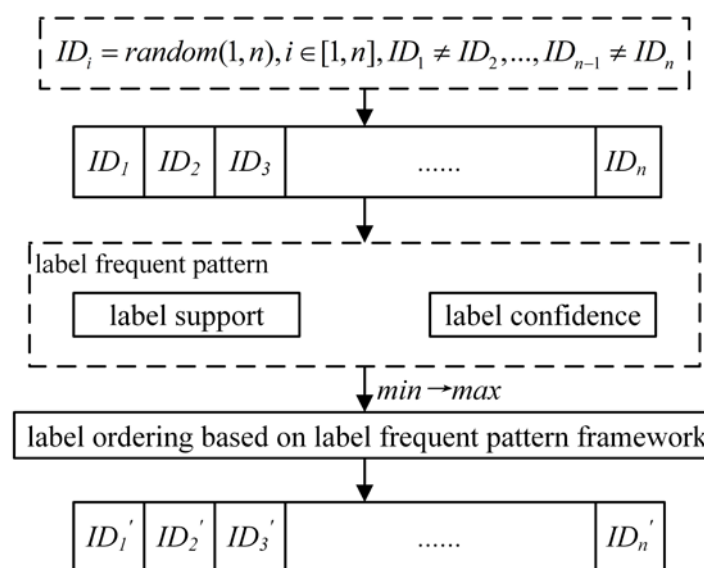 ID_i = random(1, n), i ∈ [1, n], ID_1 ≠ ID_2, ..., ID_{n-1} ≠ ID_n
ID_1 ID_2 ID_3 ...... ID_n
label frequent pattern
label support label confidence
min → max
label ordering based on label frequent pattern framework
ID_1' ID_2' ID_3' ...... ID_n'